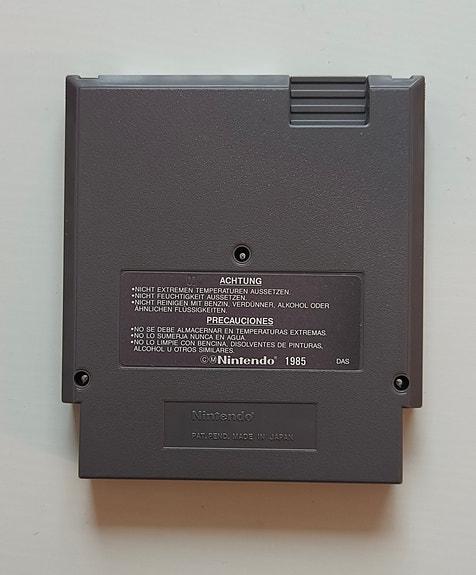 ACHTUNG
•NICHT EXTREMEN TEMPERATUREN AUSSETZEN.
•NICHT FEUCHTIGKEIT AUSSETZEN.
•NICHT REINIGEN MIT BENZIN, VERDÜNNER, ALKOHOL ODER
ÄHNLICHEN FLÜSSIGKEITEN.
PRECAUCIONES
•NO SE DEBE ALMACERNAR EN TEMPERATURAS EXTREMAS.
•NO LO SUMERJA NUNCA EN AGUA.
•NO LO LIMPIE CON BENCINA, DISOLVENTES DE PINTURAS,
ALCOHOL U OTROS SIMILARES.
©Ⓜ Nintendo® 1985 DAS
Nintendo®
PAT. PEND. MADE IN JAPAN